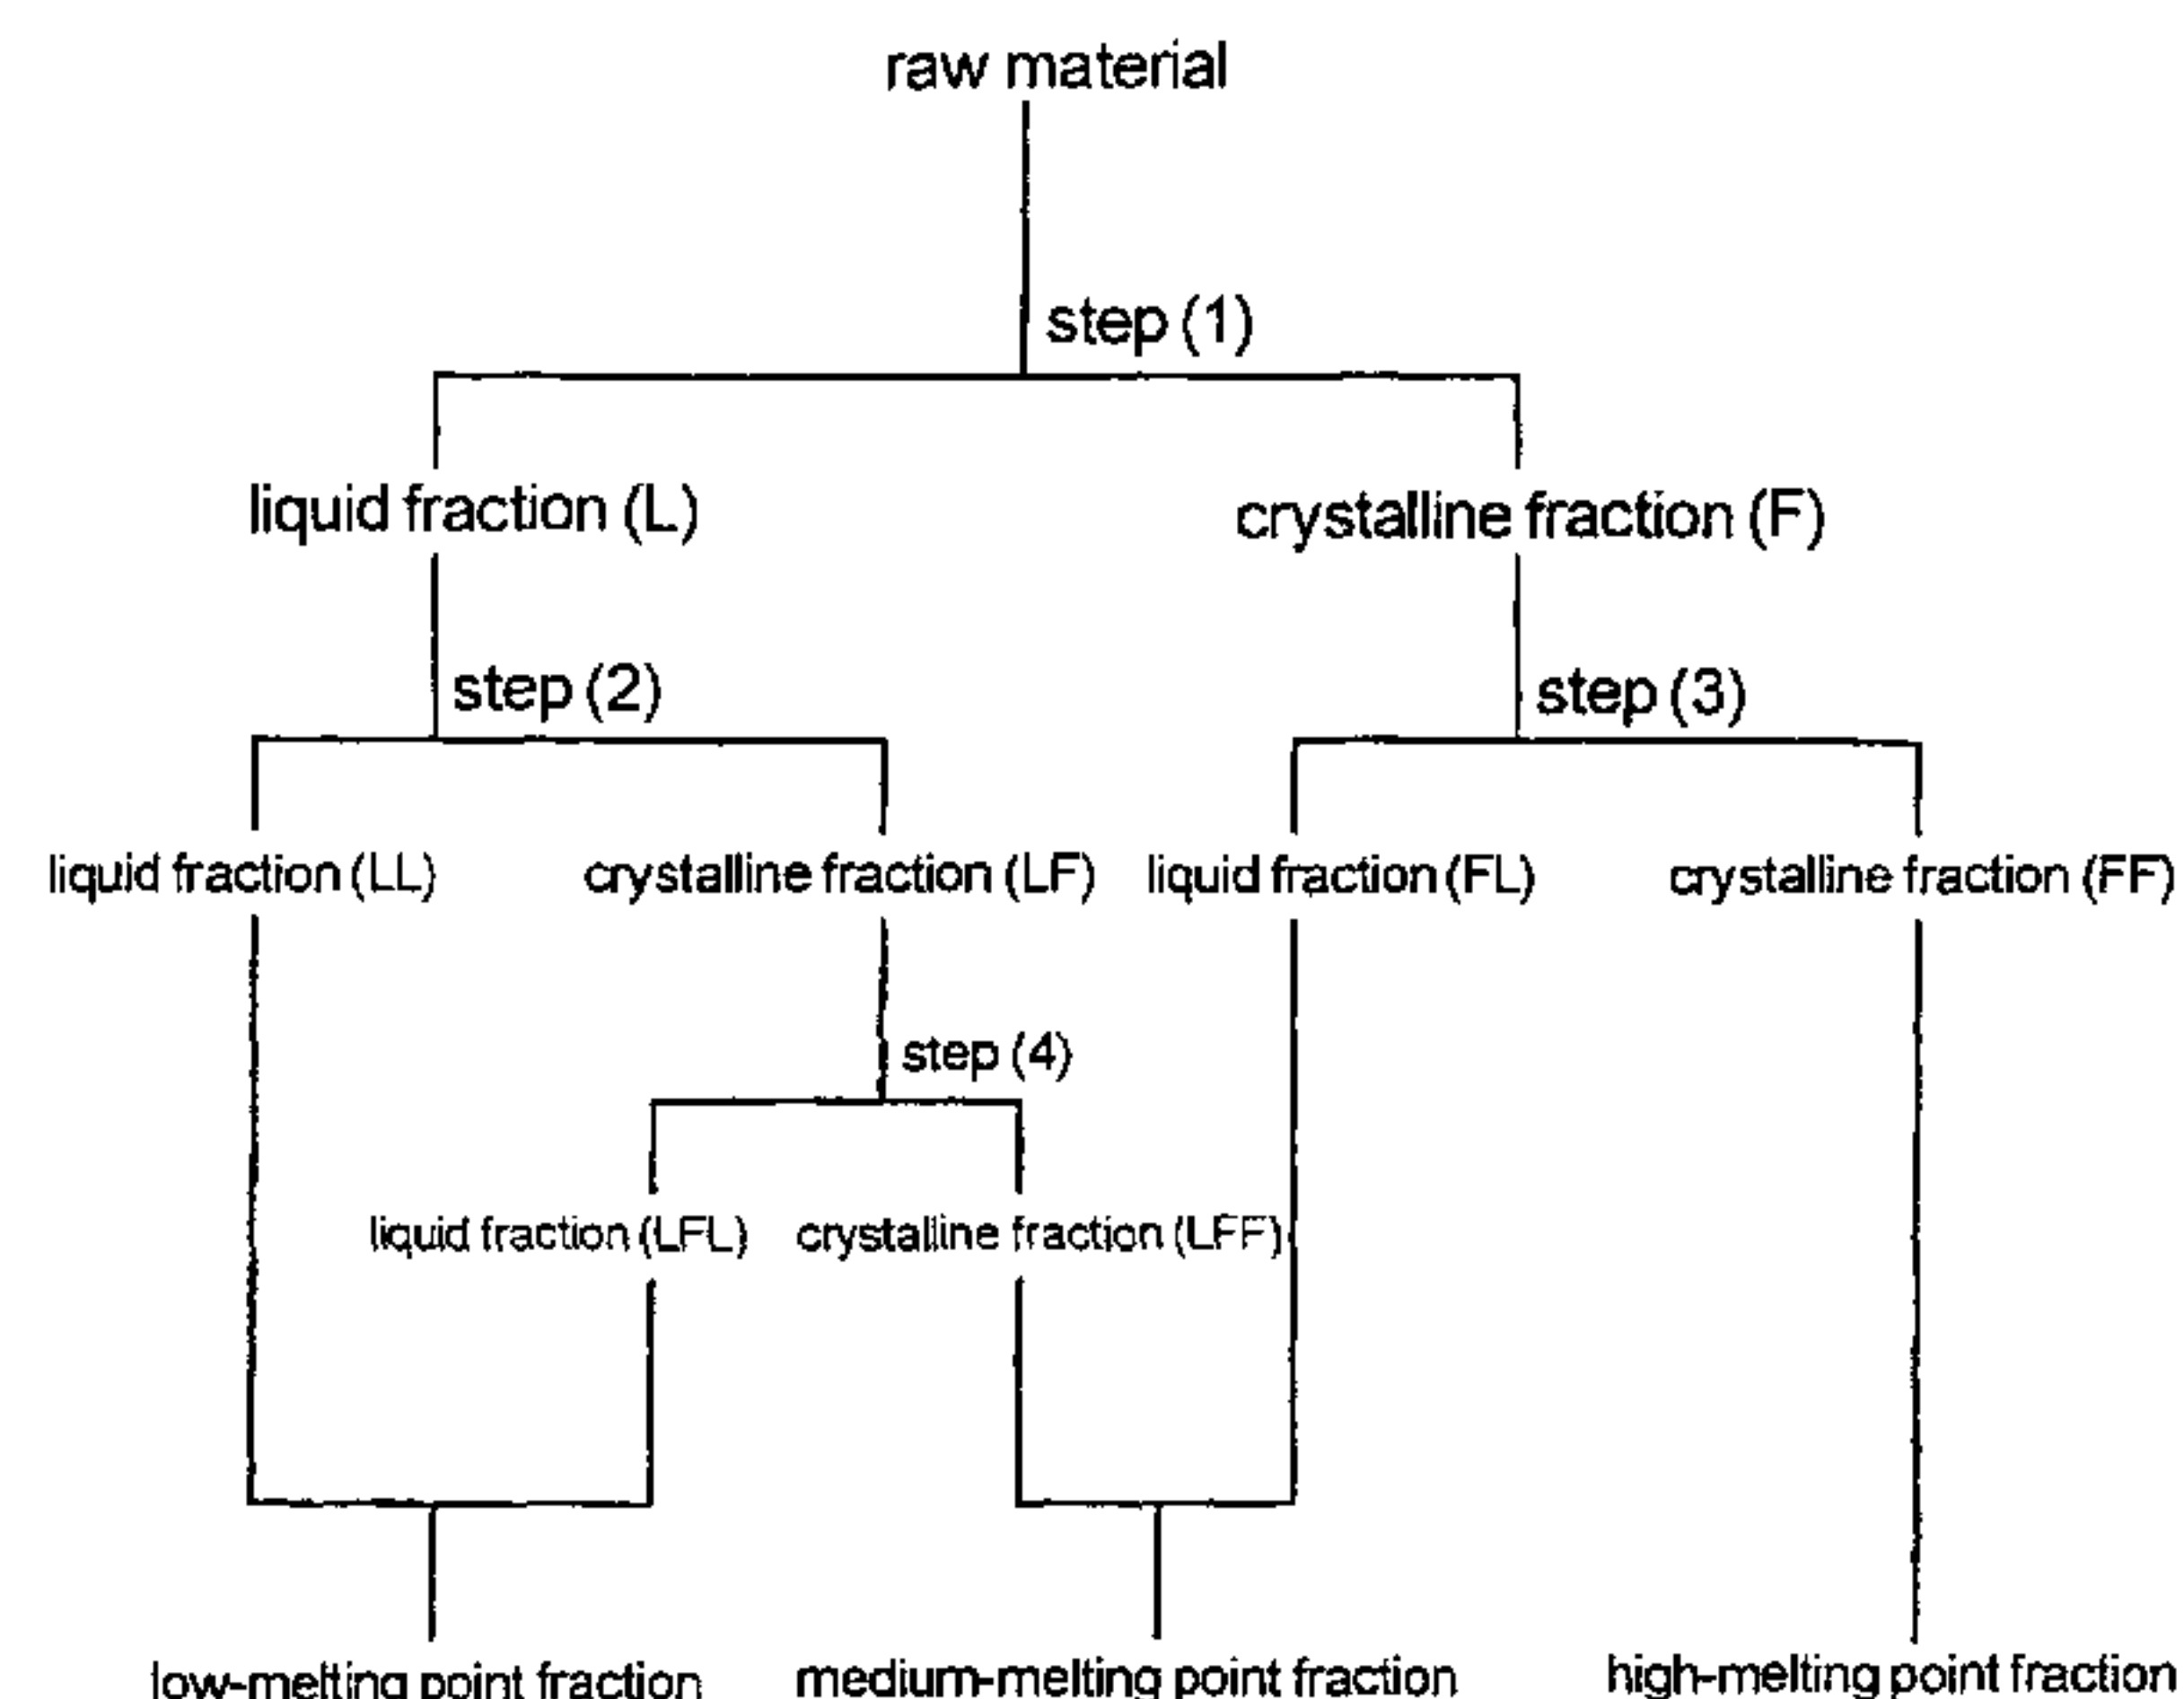 raw material
step (1)
liquid fraction (L)
crystalline fraction (F)
step (2)
step (3)
liquid fraction (LL)
crystalline fraction (LF)
liquid fraction (FL)
crystalline fraction (FF)
step (4)
liquid fraction (LFL)
crystalline fraction (LFF)
low-melting point fraction
medium-melting point fraction
high-melting point fraction